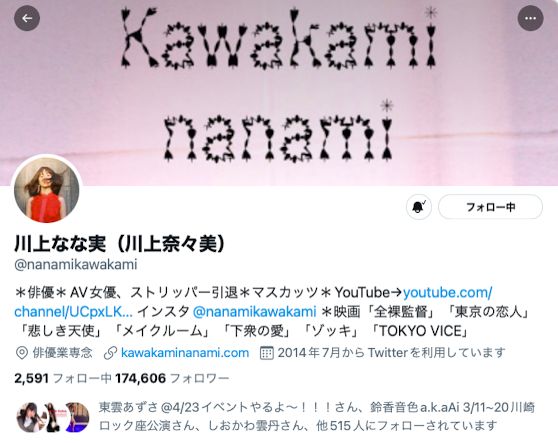 Kawakami
nanami
フォロー中
川上なな実（川上奈々美）
@nanamikawakami
＊俳優＊ AV女優、ストリッパー引退＊マスカッツ＊YouTube→youtube.com/
channel/UCpxLK... インスタ @nanamikawakami ＊映画「全裸監督」「東京の恋人」
「悲しき天使」「メイクルーム」「下衆の愛」「ゾッキ」「TOKYO VICE」
俳優業専念 kawakaminanami.com 2014年7月からTwitterを利用しています
2,591 フォロー中 174,606 フォロワー
東雲あずさ@4/23イベントやるよ〜！！！さん、鈴香音色a.k.aAi 3/11~20川崎
ロック座公演さん、しおかわ雲丹さん、他515人にフォローされています